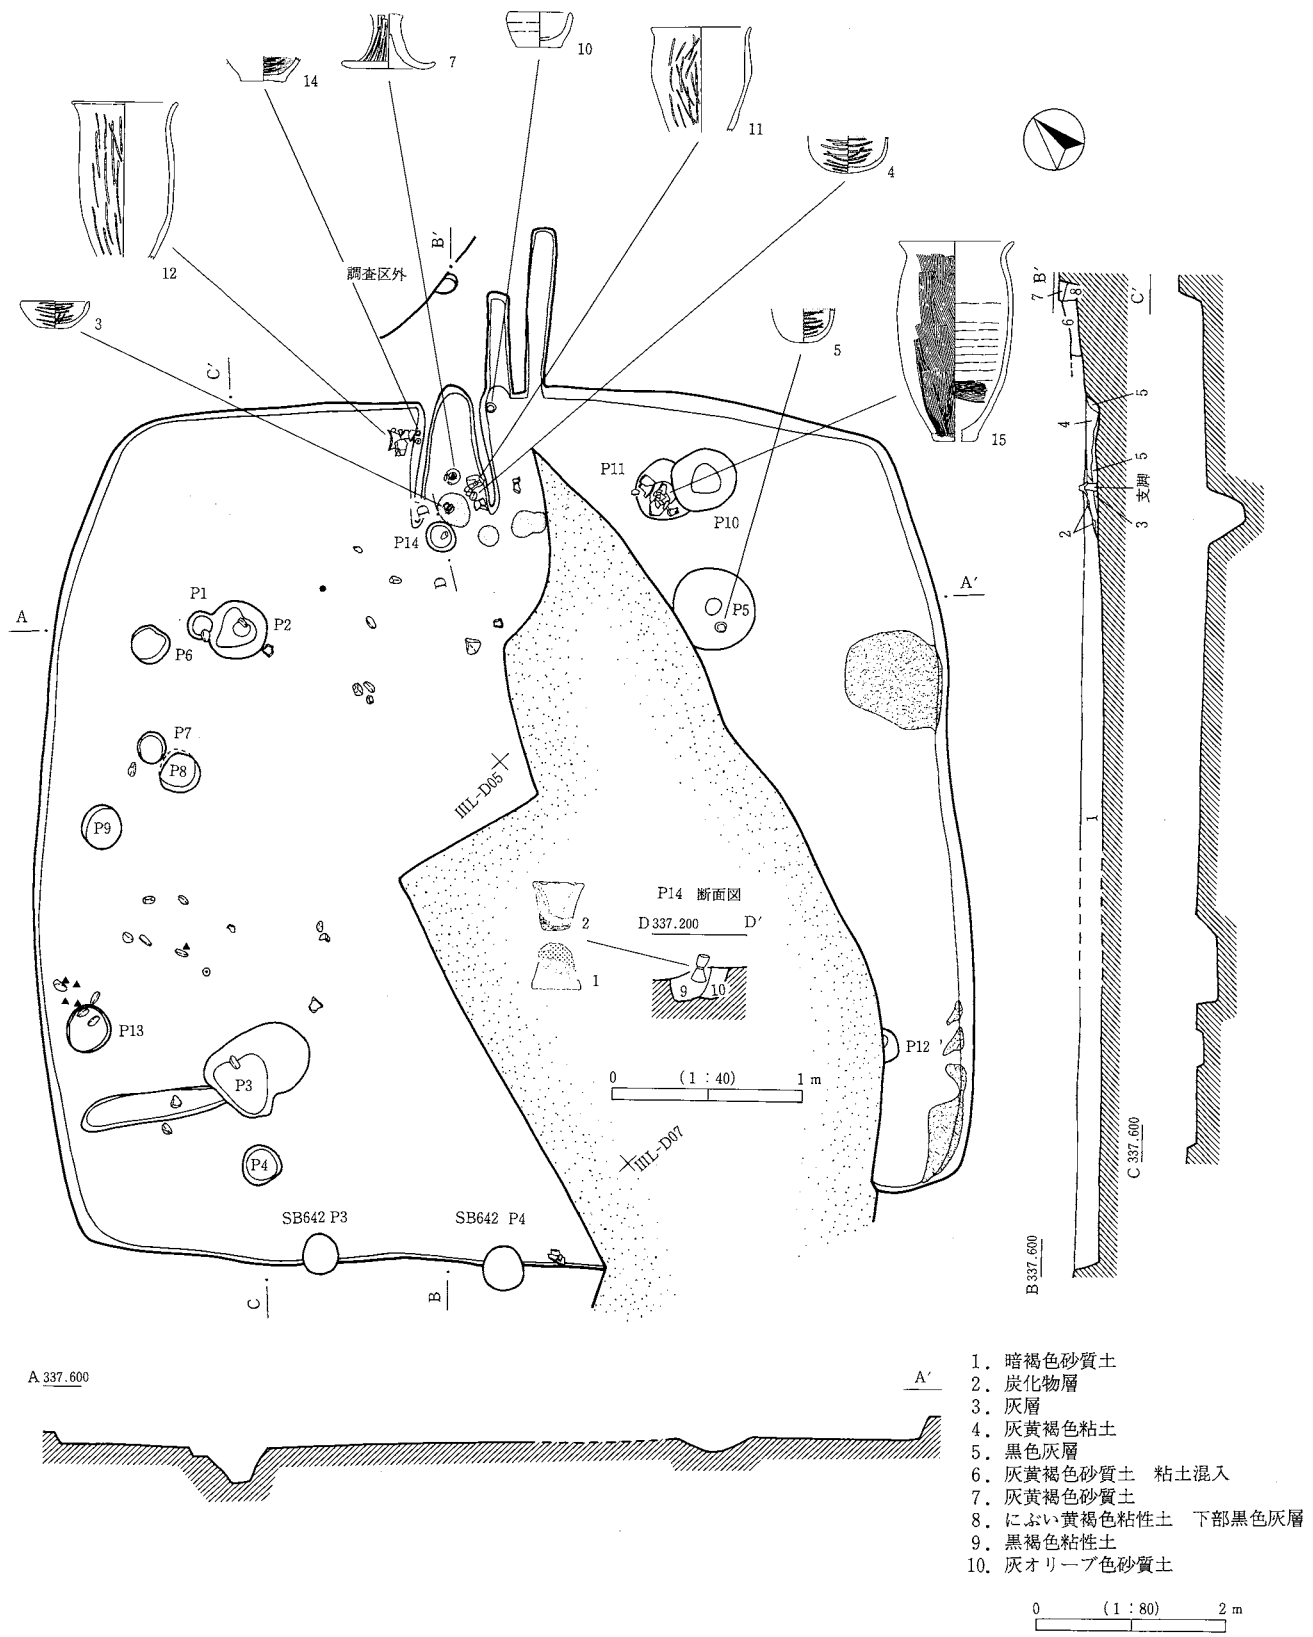 14
7
10
11
4
12
3
5
15
調査区外
B'
C'
P11
P10
D'
P14
D
P1
P2
P6
P5
A
A'
P7
P8
P9
IIIL-D05
2
1
P14 断面図
D 337.200 D'
9 10
P13
P3
P12
0 (1:40) 1 m
IIIL-D07
P4
SB642 P3
SB642 P4
C
B
7 B'
8
6
5
4
5
支脚
3
2
1
B 337.600
C'
C 337.600
A 337.600
A'
1. 暗褐色砂質土
2. 炭化物層
3. 灰層
4. 灰黄褐色粘土
5. 黒色灰層
6. 灰黄褐色砂質土 粘土混入
7. 灰黄褐色砂質土
8. にぶい黄褐色粘性土 下部黒色灰層
9. 黒褐色粘性土
10. 灰オリーブ色砂質土
0 (1:80) 2 m